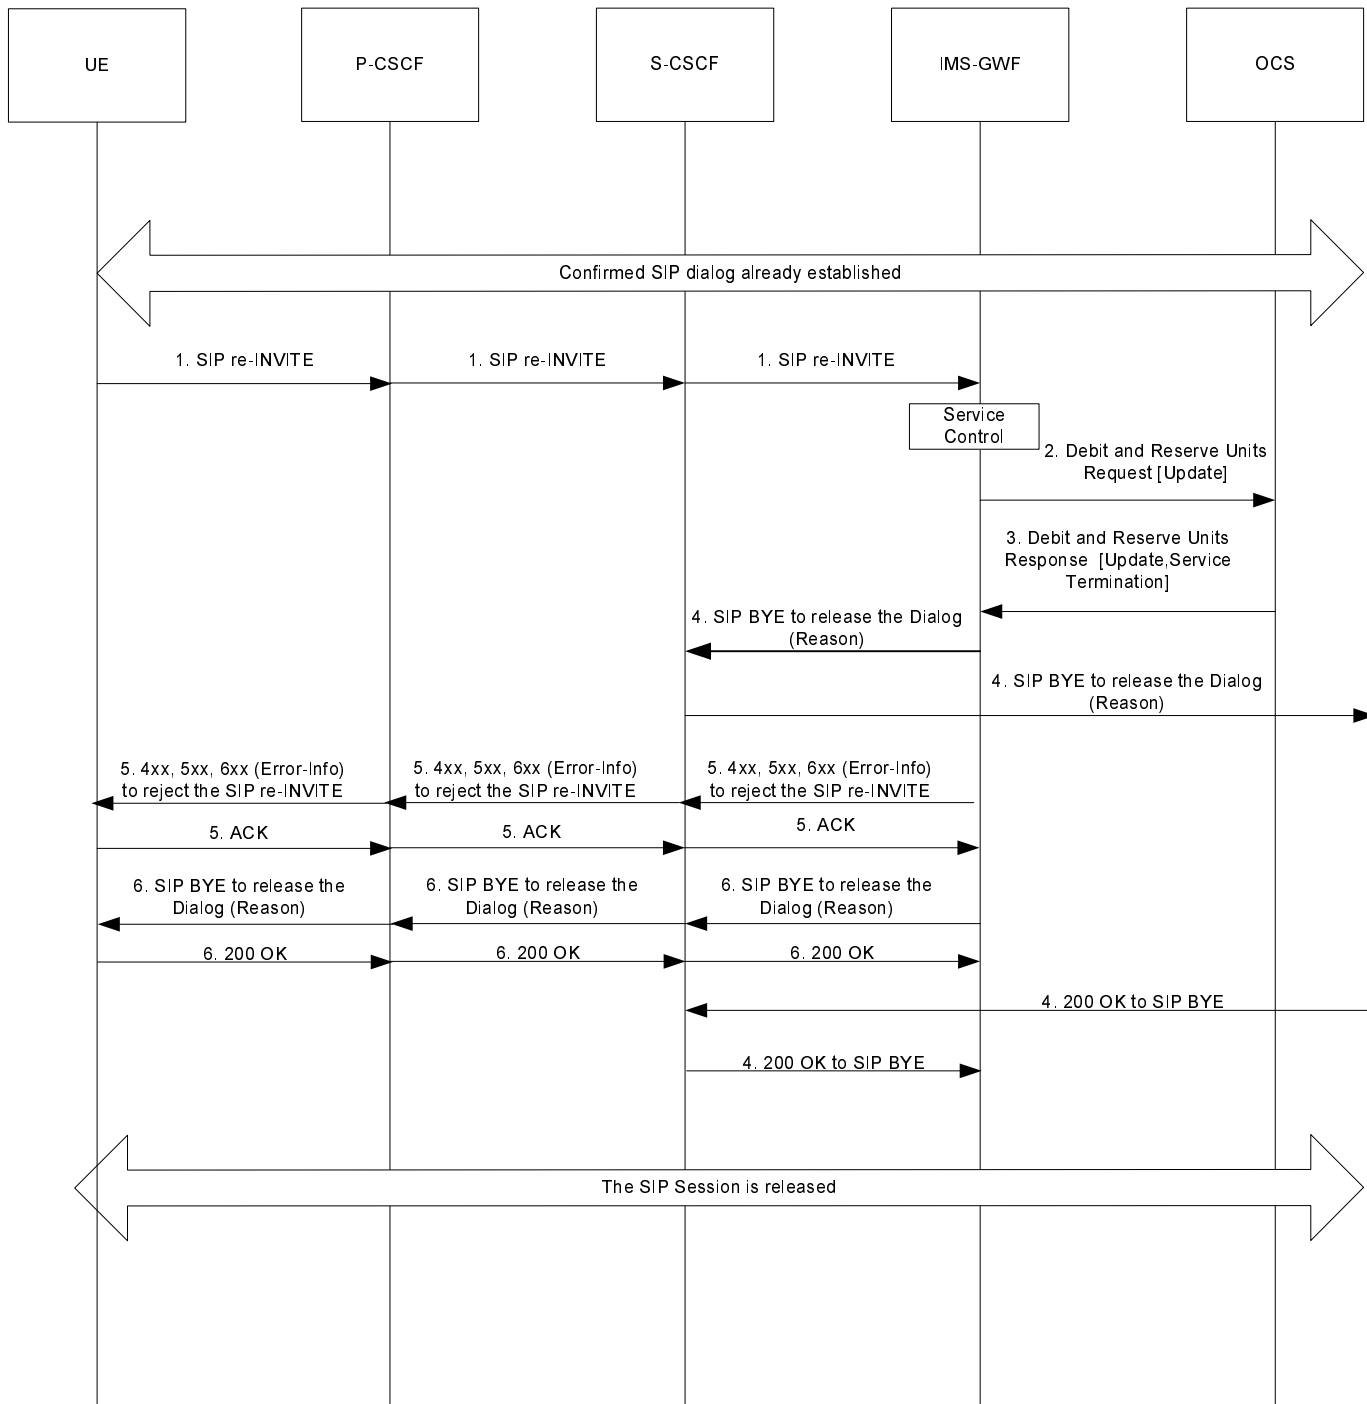 UE
P-CSCF
S-CSCF
IMS-GWF
OCS
Confirmed SIP dialog already established
1. SIP re-INVITE
1. SIP re-INVITE
1. SIP re-INVITE
Service
Control
2. Debit and Reserve Units
Request [Update]
3. Debit and Reserve Units
Response [Update,Service
Termination]
4. SIP BYE to release the Dialog
(Reason)
4. SIP BYE to release the Dialog
(Reason)
5. 4xx, 5xx, 6xx (Error-Info)
to reject the SIP re-INVITE
5. 4xx, 5xx, 6xx (Error-Info)
to reject the SIP re-INVITE
5. 4xx, 5xx, 6xx (Error-Info)
to reject the SIP re-INVITE
5. ACK
5. ACK
5. ACK
6. SIP BYE to release the
Dialog (Reason)
6. SIP BYE to release the
Dialog (Reason)
6. SIP BYE to release the
Dialog (Reason)
6. 200 OK
6. 200 OK
6. 200 OK
4. 200 OK to SIP BYE
4. 200 OK to SIP BYE
The SIP Session is released